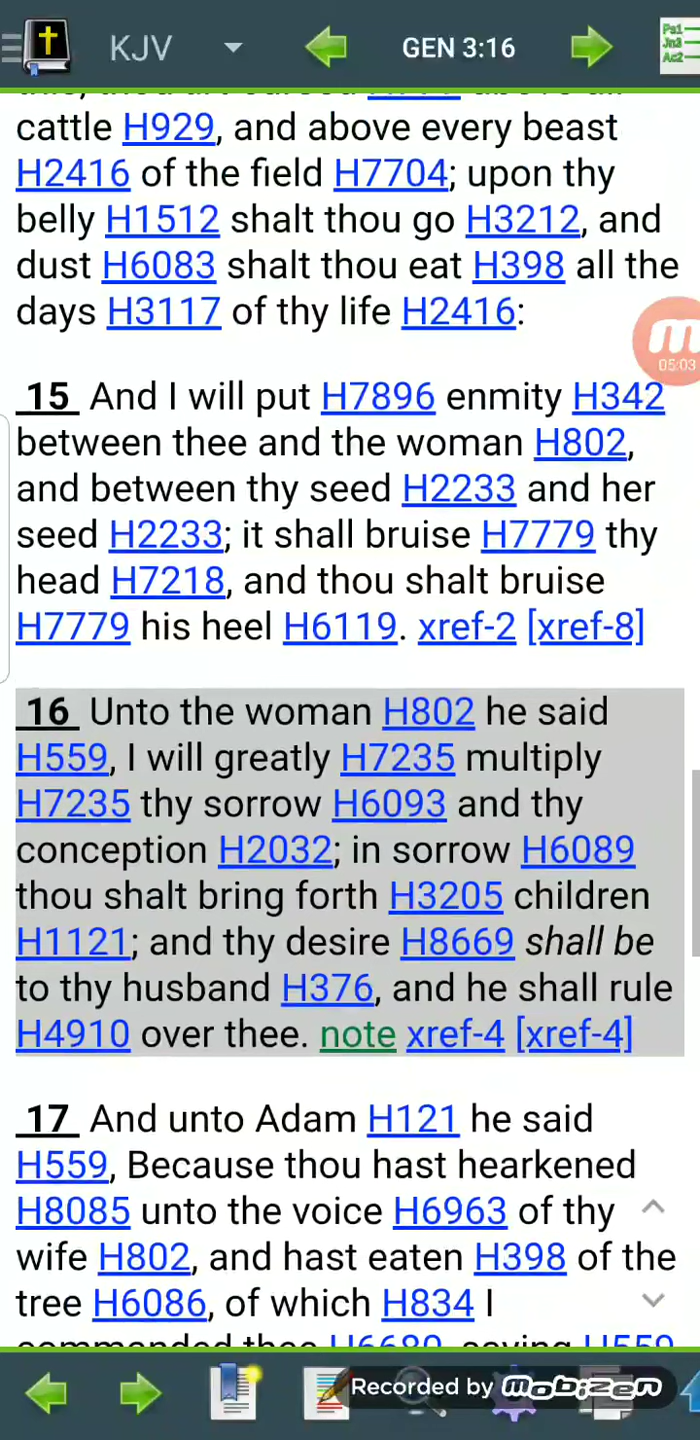 KJV
GEN 3:16
Ps1
Jn3
Ac2
cattle H929, and above every beast
H2416 of the field H7704; upon thy
belly H1512 shalt thou go H3212, and
dust H6083 shalt thou eat H398 all the
days H3117 of thy life H2416:
05:03
15 And I will put H7896 enmity H342
between thee and the woman H802,
and between thy seed H2233 and her
seed H2233; it shall bruise H7779 thy
head H7218, and thou shalt bruise
H7779 his heel H6119. xref-2 [xref-8]
16 Unto the woman H802 he said
H559, I will greatly H7235 multiply
H7235 thy sorrow H6093 and thy
conception H2032; in sorrow H6089
thou shalt bring forth H3205 children
H1121; and thy desire H8669 shall be
to thy husband H376, and he shall rule
H4910 over thee. note xref-4 [xref-4]
17 And unto Adam H121 he said
H559, Because thou hast hearkened
H8085 unto the voice H6963 of thy
wife H802, and hast eaten H398 of the
tree H6086, of which H834 I
commanded thee H6680, saying H559
Recorded by mobizen